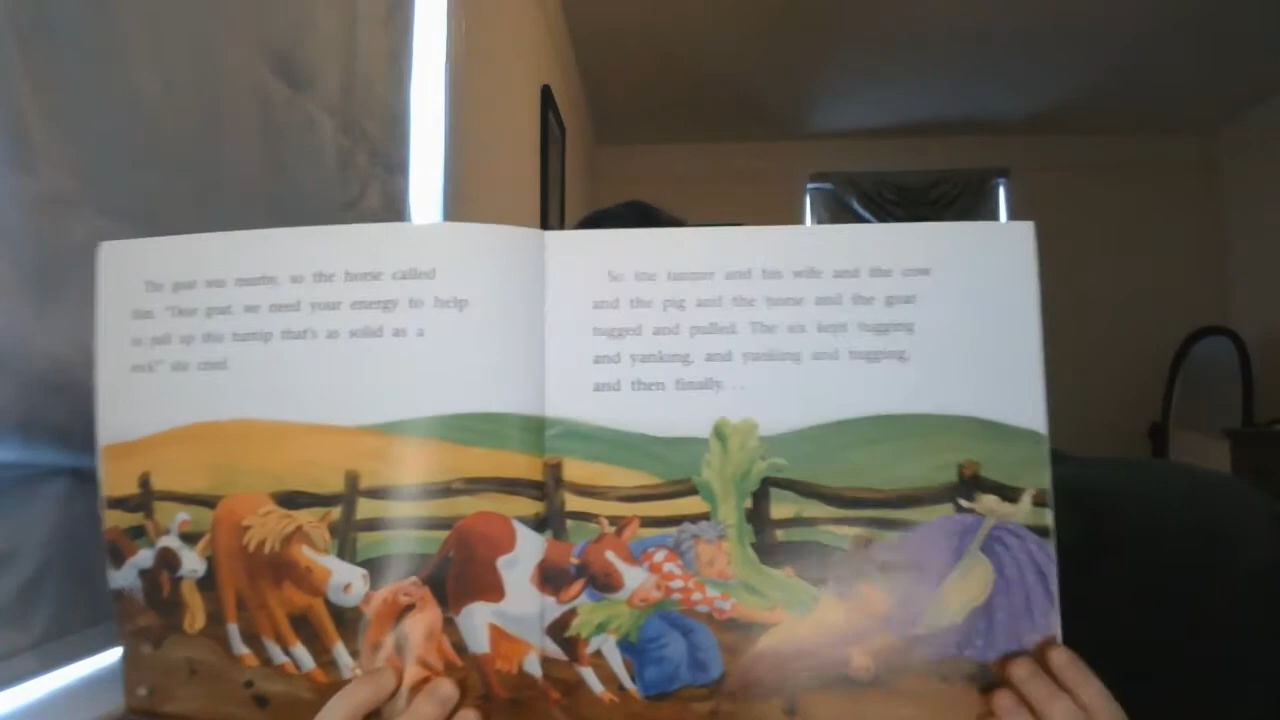 The goat was nearby, so the horse called
him. "Dear goat, we need your energy to help
us pull up this turnip that's as solid as a
rock!" she cried.
So the farmer and his wife and the cow
and the pig and the horse and the goat
tugged and pulled. The six kept tugging
and yanking, and yanking and tugging,
and then finally. . .